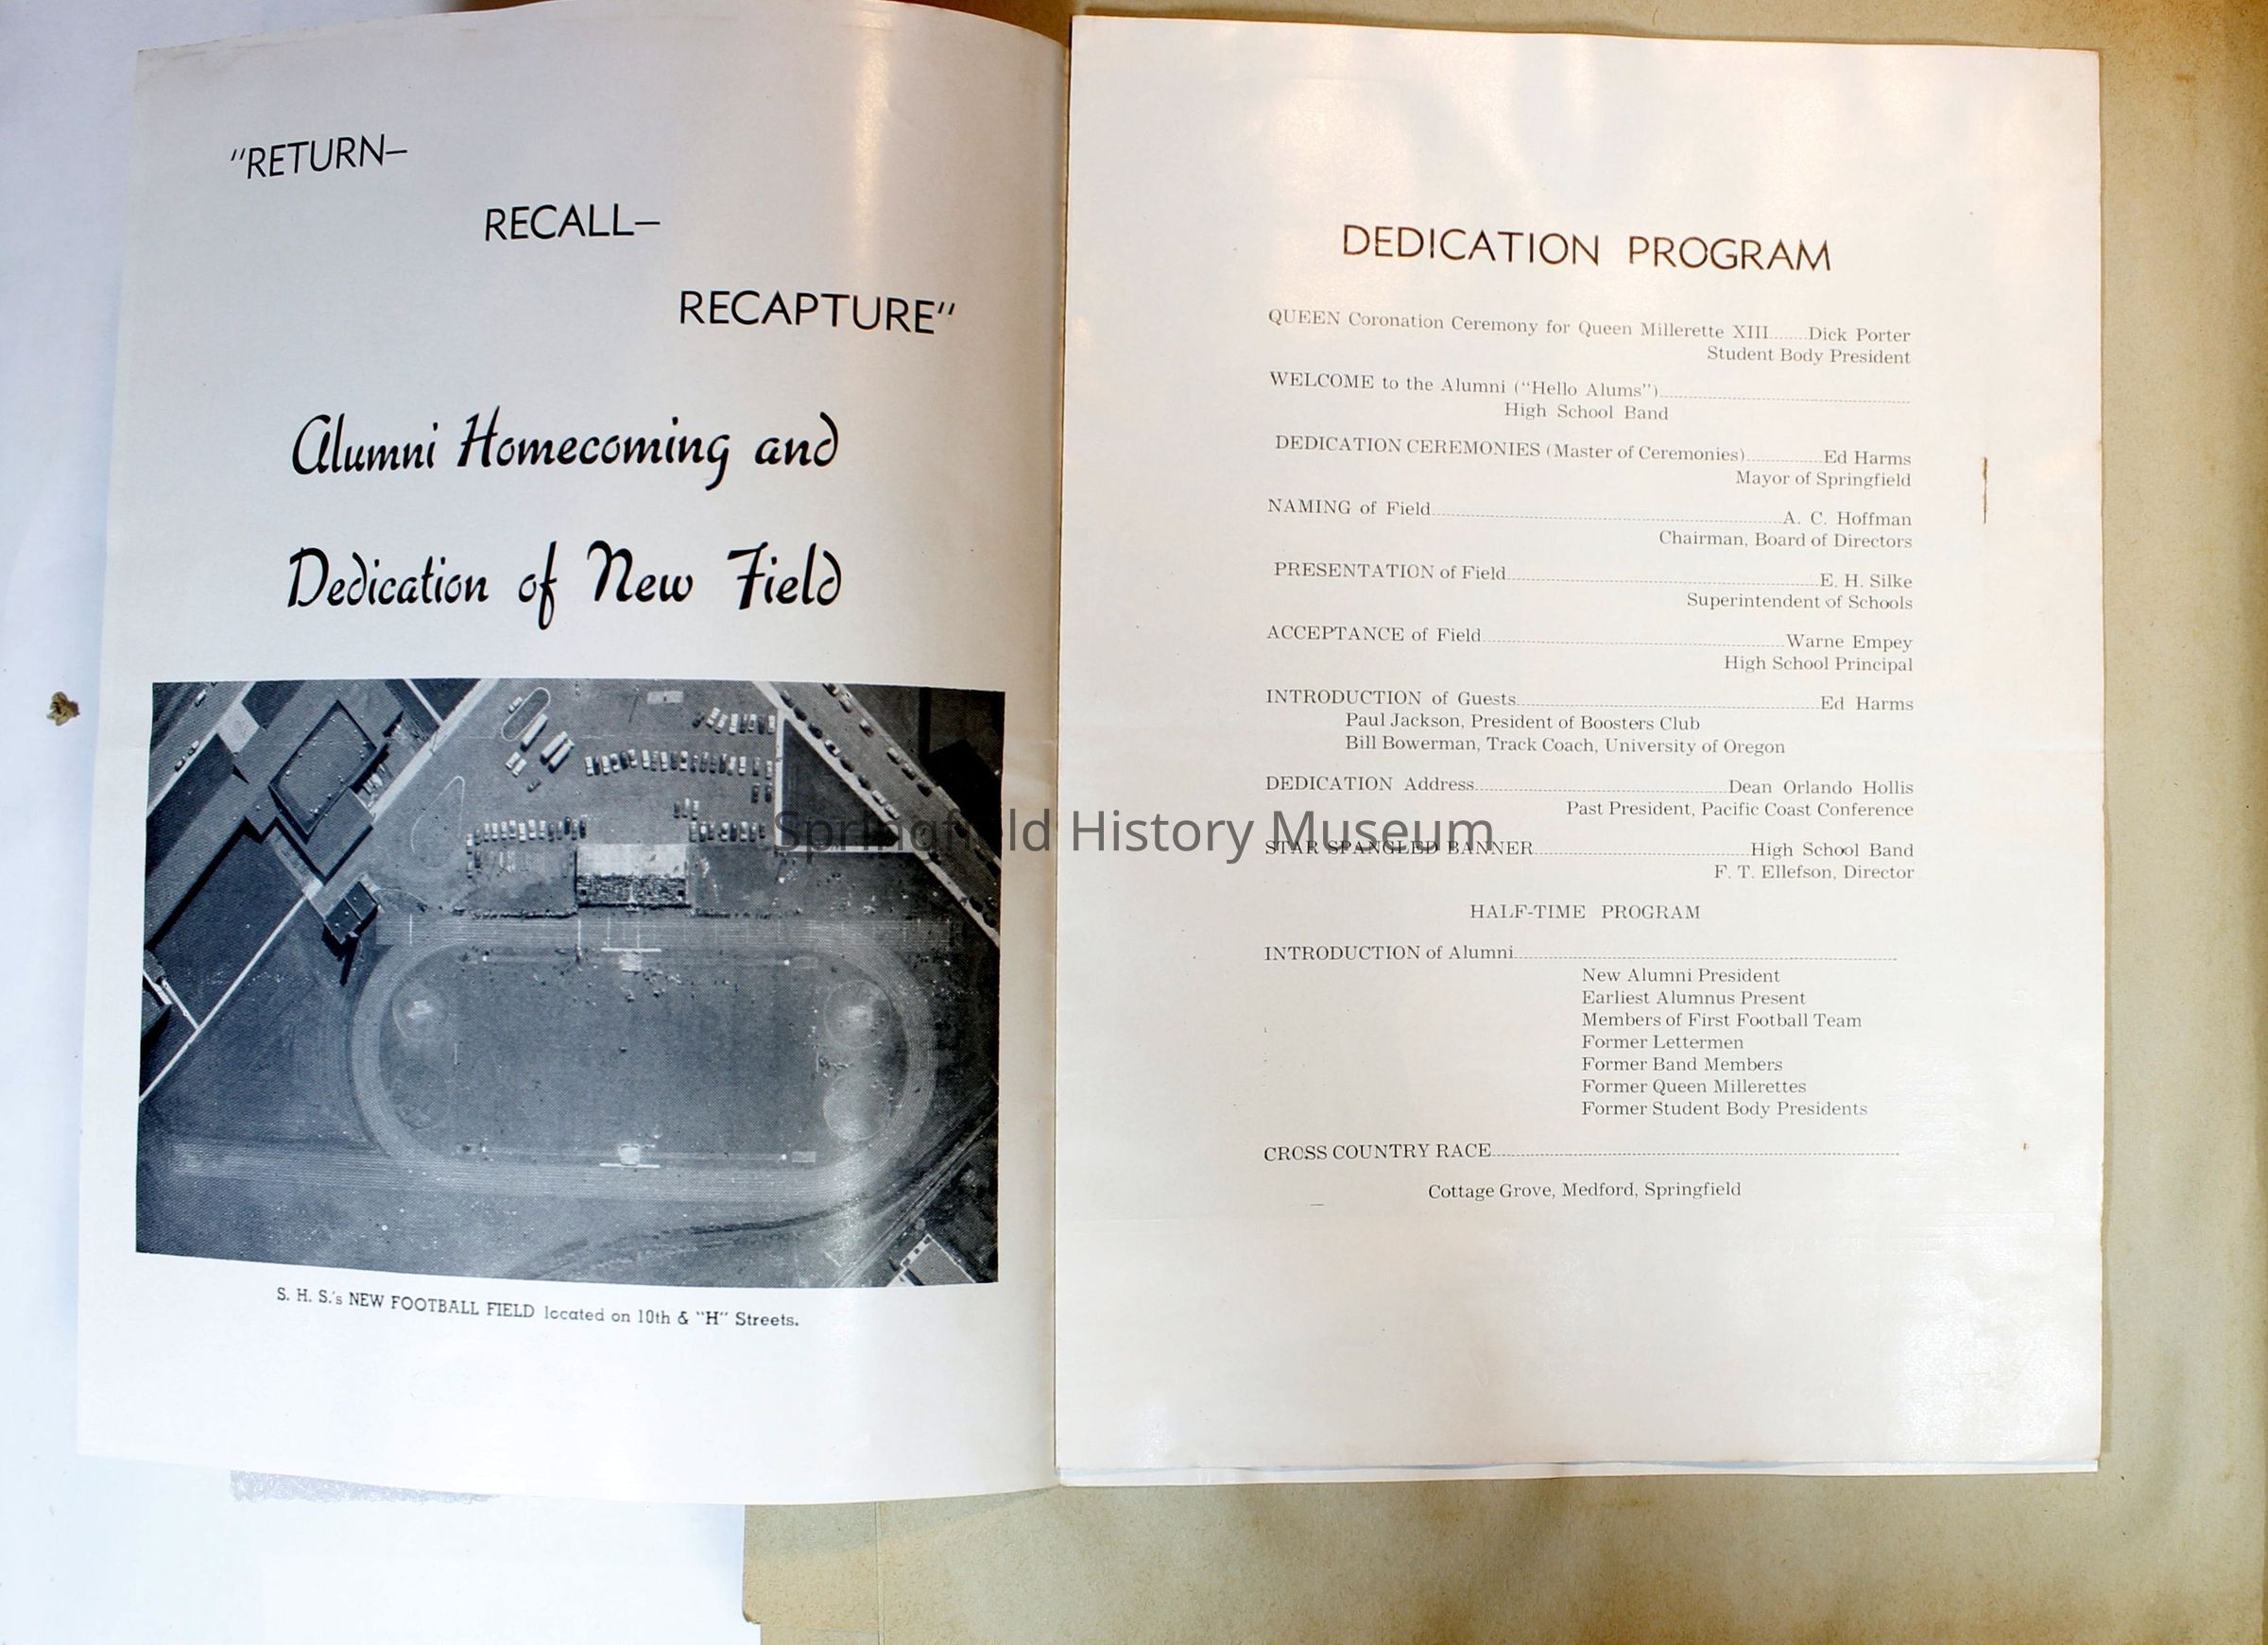 "RETURN—
RECALL—
RECAPTURE"
Alumni Homecoming and
Dedication of New Field
S. H. S.'s NEW FOOTBALL FIELD located on 10th & "H" Streets.
DEDICATION PROGRAM
QUEEN Coronation Ceremony for Queen Millerette XIII.......Dick Porter
Student Body President
WELCOME to the Alumni ("Hello Alums")
High School Band
DEDICATION CEREMONIES (Master of Ceremonies)..............Ed Harms
Mayor of Springfield
NAMING of Field..............A. C. Hoffman
Chairman, Board of Directors
PRESENTATION of Field..............E. H. Silke
Superintendent of Schools
ACCEPTANCE of Field..............Warne Empey
High School Principal
INTRODUCTION of Guests..............Ed Harms
Paul Jackson, President of Boosters Club
Bill Bowerman, Track Coach, University of Oregon
DEDICATION Address..............Dean Orlando Hollis
Past President, Pacific Coast Conference
Springfield History Museum
STAR SPANGLED BANNER..............High School Band
F. T. Ellefson, Director
HALF-TIME PROGRAM
INTRODUCTION of Alumni..............
New Alumni President
Earliest Alumnus Present
Members of First Football Team
Former Lettermen
Former Band Members
Former Queen Millerettes
Former Student Body Presidents
CROSS COUNTRY RACE..............
Cottage Grove, Medford, Springfield